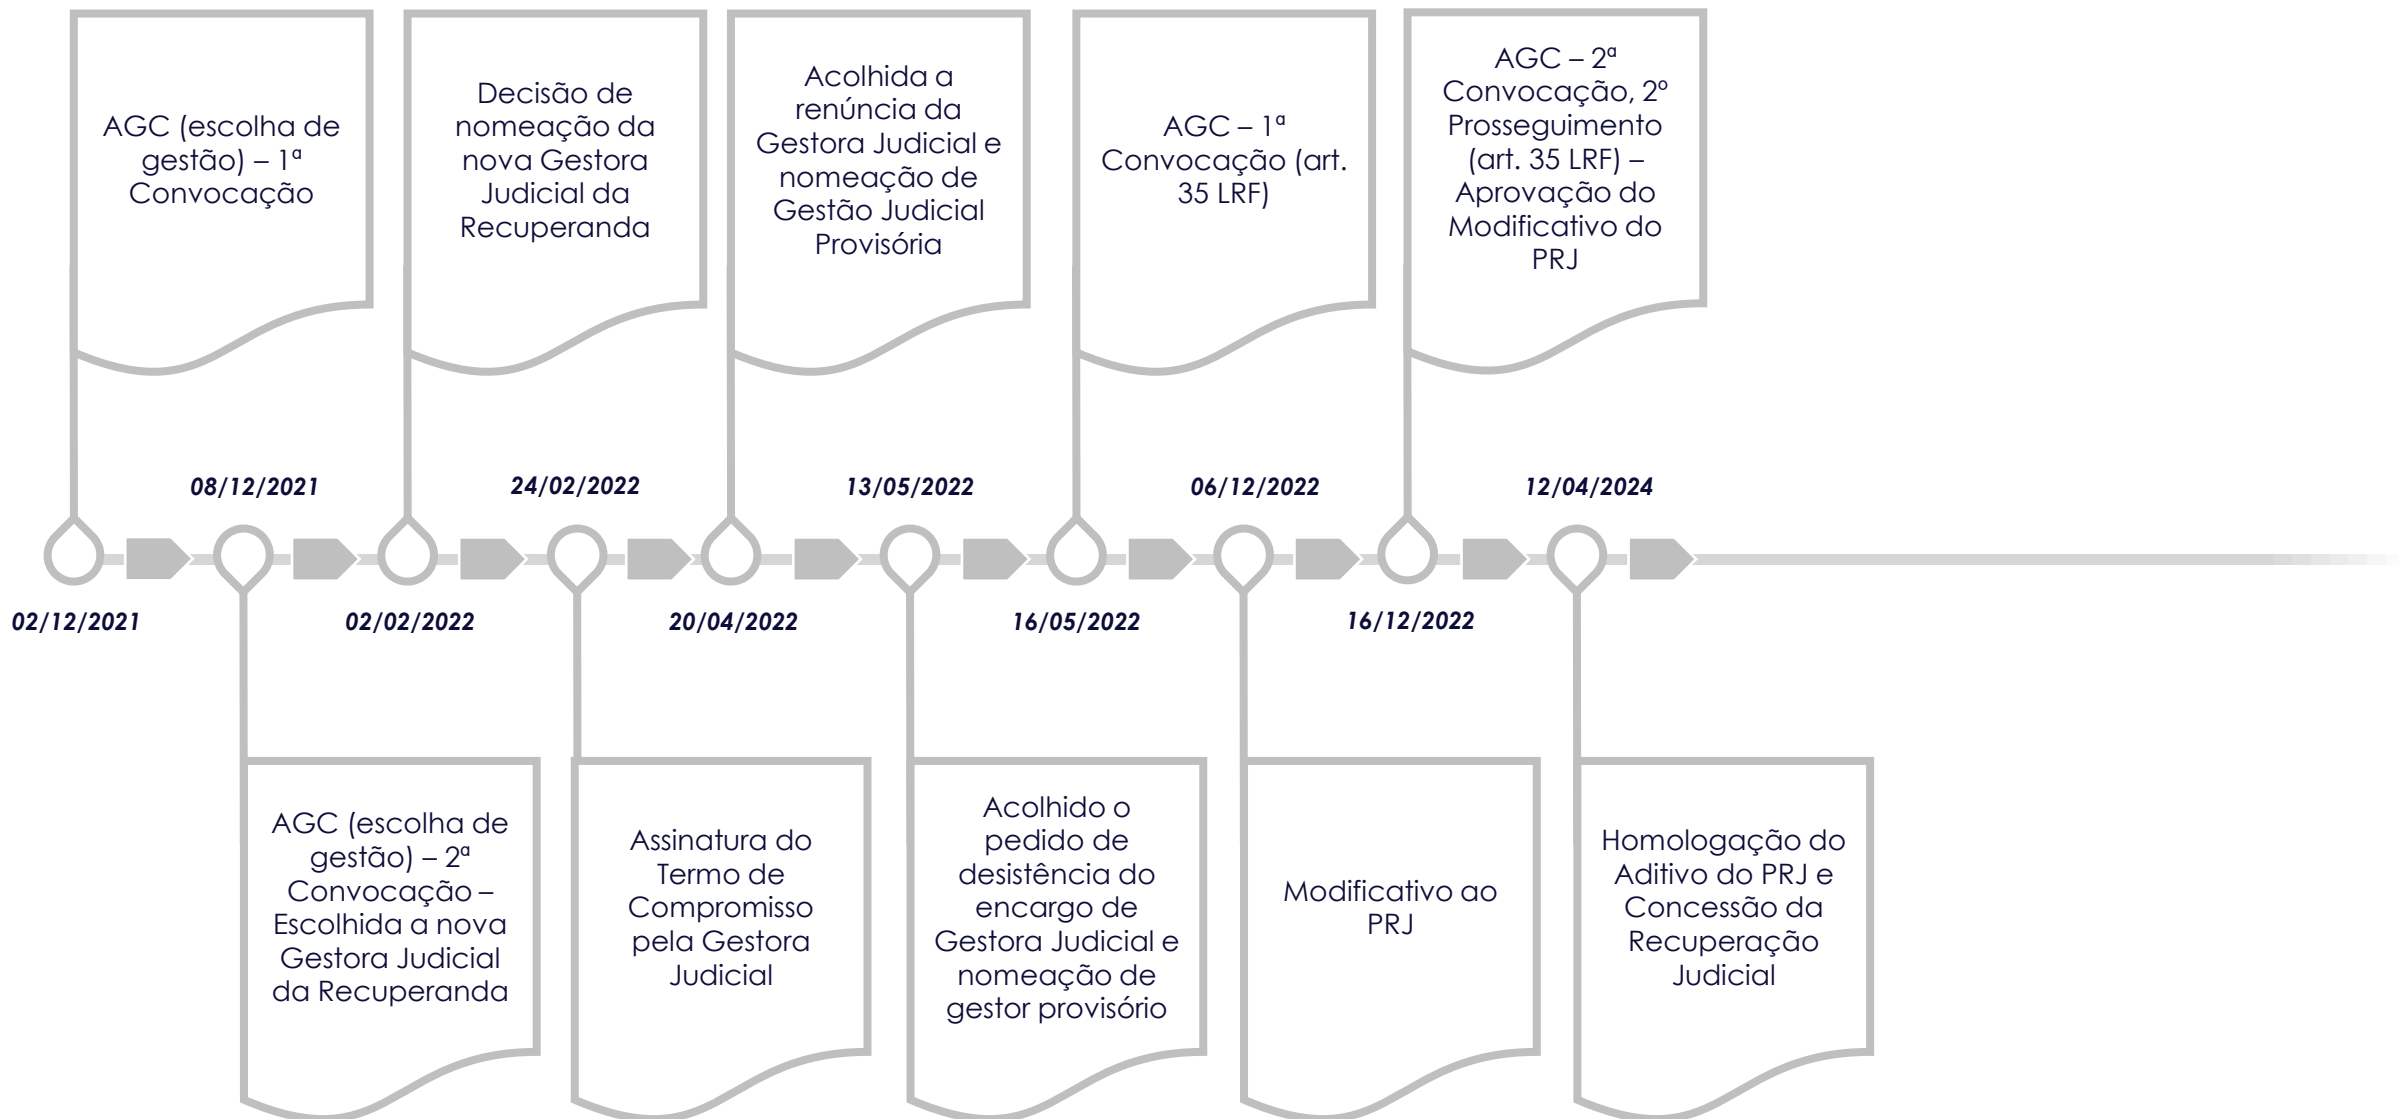 AGC (escolha de
gestão) – 1ª
Convocação
Decisão de
nomeação da
nova Gestora
Judicial da
Recuperanda
Acolhida a
renúncia da
Gestora Judicial e
nomeação de
Gestão Judicial
Provisória
AGC – 1ª
Convocação (art.
35 LRF)
AGC – 2ª
Convocação, 2º
Prosseguimento
(art. 35 LRF) –
Aprovação do
Modificativo do
PRJ
08/12/2021
24/02/2022
13/05/2022
06/12/2022
12/04/2024
02/12/2021
02/02/2022
20/04/2022
16/05/2022
16/12/2022
AGC (escolha de
gestão) – 2ª
Convocação –
Escolhida a nova
Gestora Judicial
da Recuperanda
Assinatura do
Termo de
Compromisso
pela Gestora
Judicial
Acolhido o
pedido de
desistência do
encargo de
Gestora Judicial e
nomeação de
gestor provisório
Modificativo ao
PRJ
Homologação do
Aditivo do PRJ e
Concessão da
Recuperação
Judicial